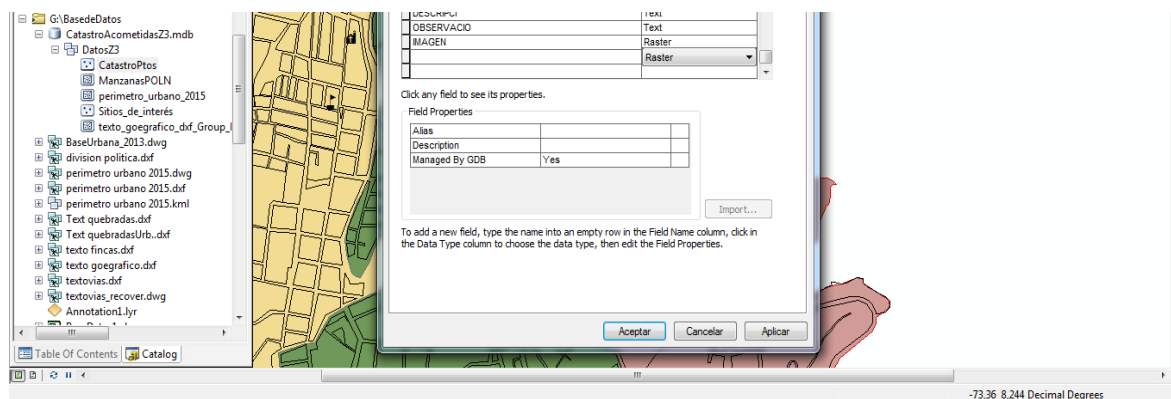 G:\BasedeDatos
CatastroAcometidasZ3.mdb
DatosZ3
CatastroPtos
ManzanasPOLN
perimetro_urbano_2015
Sitios_de_interés
texto_goegrafico_dxf_Group_
BaseUrbana_2013.dwg
division politica.dxf
perimetro urbano 2015.dwg
perimetro urbano 2015.dxf
perimetro urbano 2015.kml
Text quebradas.dxf
Text quebradasUrb..dxf
texto fincas.dxf
texto goegrafico.dxf
textovias.dxf
textovias_recover.dwg
Annotation1.lyr
Table Of Contents Catalog
DESCRIPCI Text
OBSERVACIO Text
IMAGEN Raster
Raster
Click any field to see its properties.
Field Properties
Alias
Description
Managed By GDB Yes
Import...
To add a new field, type the name into an empty row in the Field Name column, click in
the Data Type column to choose the data type, then edit the Field Properties.
Aceptar Cancelar Aplicar
-73.36 8.244 Decimal Degrees